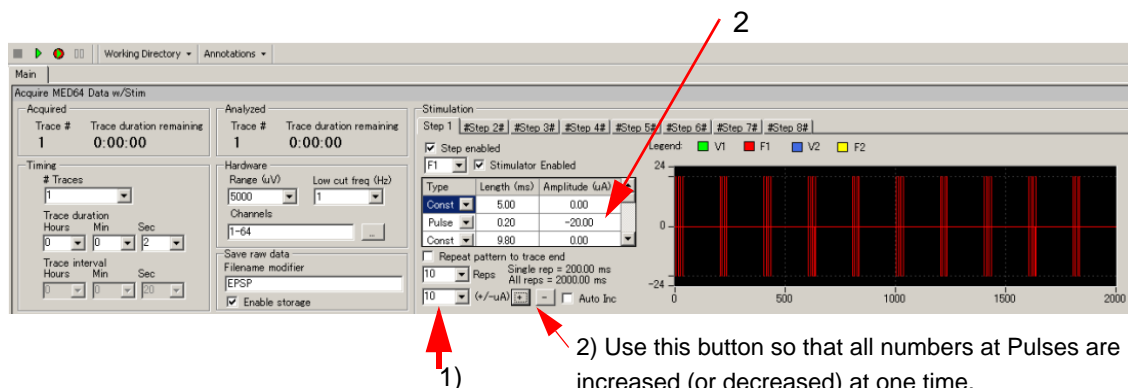 2
Working Directory Annotations
Main
Acquire MED64 Data w/Stim
Acquired
Trace # Trace duration remaining
1 0:00:00
Analyzed
Trace # Trace duration remaining
1 0:00:00
Timing
# Traces
1
Trace duration
Hours Min Sec
0 0 2
Trace interval
Hours Min Sec
0 0 20
Hardware
Range (uV) Low cut freq (Hz)
5000 1
Channels
1-64 ...
Save raw data
Filename modifier
EPSP
Enable storage
Stimulation
Step 1 #Step 2# #Step 3# #Step 4# #Step 5# #Step 6# #Step 7# #Step 8#
Step enabled
F1 Stimulator Enabled
Type Length (ms) Amplitude (uA)
Const 5.00 0.00
Pulse 0.20 -20.00
Const 9.80 0.00
Repeat pattern to trace end
10 Reps Single rep = 200.00 ms
All reps = 2000.00 ms
10 (+/-uA) + - Auto Inc
Legend: V1 F1 V2 F2
24
0
-24
0 500 1000 1500 2000
1)
2) Use this button so that all numbers at Pulses are
increased (or decreased) at one time.